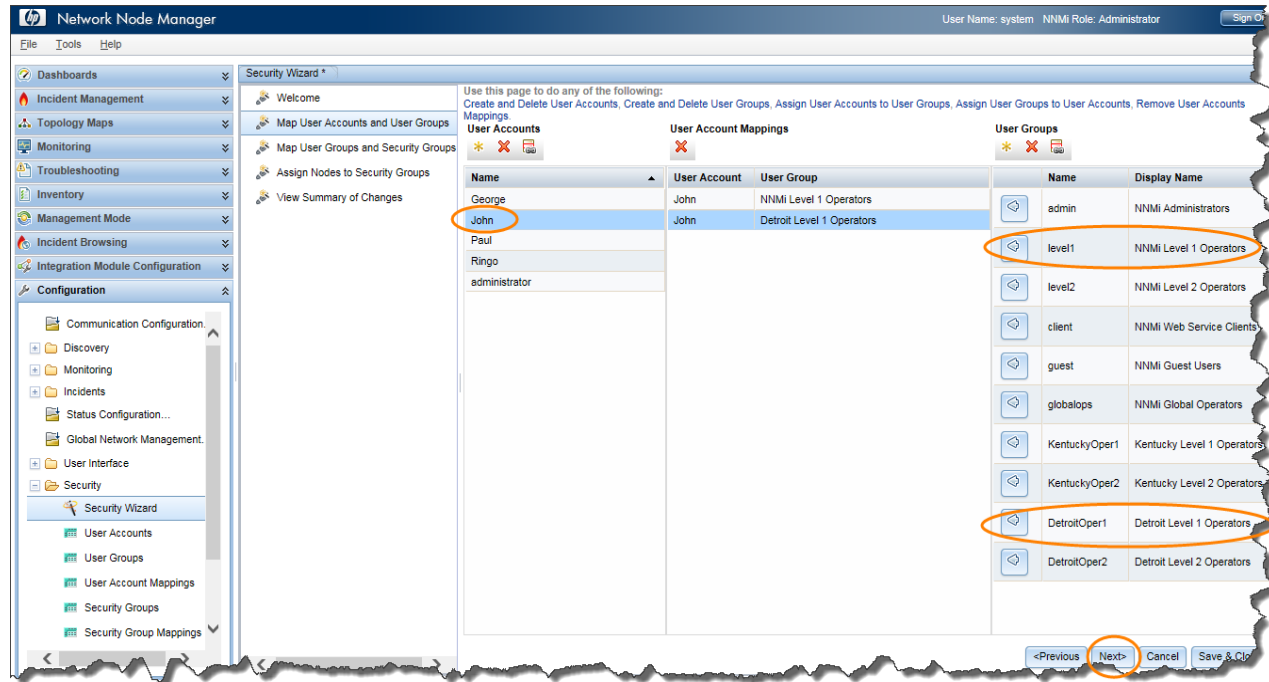 hp Network Node Manager
User Name: system NNMi Role: Administrator
Sign
File Tools Help
Dashboards
Incident Management
Topology Maps
Monitoring
Troubleshooting
Inventory
Management Mode
Incident Browsing
Integration Module Configuration
Configuration
Communication Configuration.
Discovery
Monitoring
Incidents
Status Configuration...
Global Network Management.
User Interface
Security
Security Wizard
User Accounts
User Groups
User Account Mappings
Security Groups
Security Group Mappings
Security Wizard *
Welcome
Map User Accounts and User Groups
Map User Groups and Security Groups
Assign Nodes to Security Groups
View Summary of Changes
Use this page to do any of the following:
Create and Delete User Accounts, Create and Delete User Groups, Assign User Accounts to User Groups, Assign User Groups to User Accounts, Remove User Accounts
Mappings.
User Accounts
Name
George
John
Paul
Ringo
administrator
User Account Mappings
User Account User Group
John NNMi Level 1 Operators
John Detroit Level 1 Operators
User Groups
Name Display Name
admin NNMi Administrators
level1 NNMi Level 1 Operators
level2 NNMi Level 2 Operators
client NNMi Web Service Clients
guest NNMi Guest Users
globalops NNMi Global Operators
KentuckyOper1 Kentucky Level 1 Operators
KentuckyOper2 Kentucky Level 2 Operators
DetroitOper1 Detroit Level 1 Operators
DetroitOper2 Detroit Level 2 Operators
<Previous Next> Cancel Save &